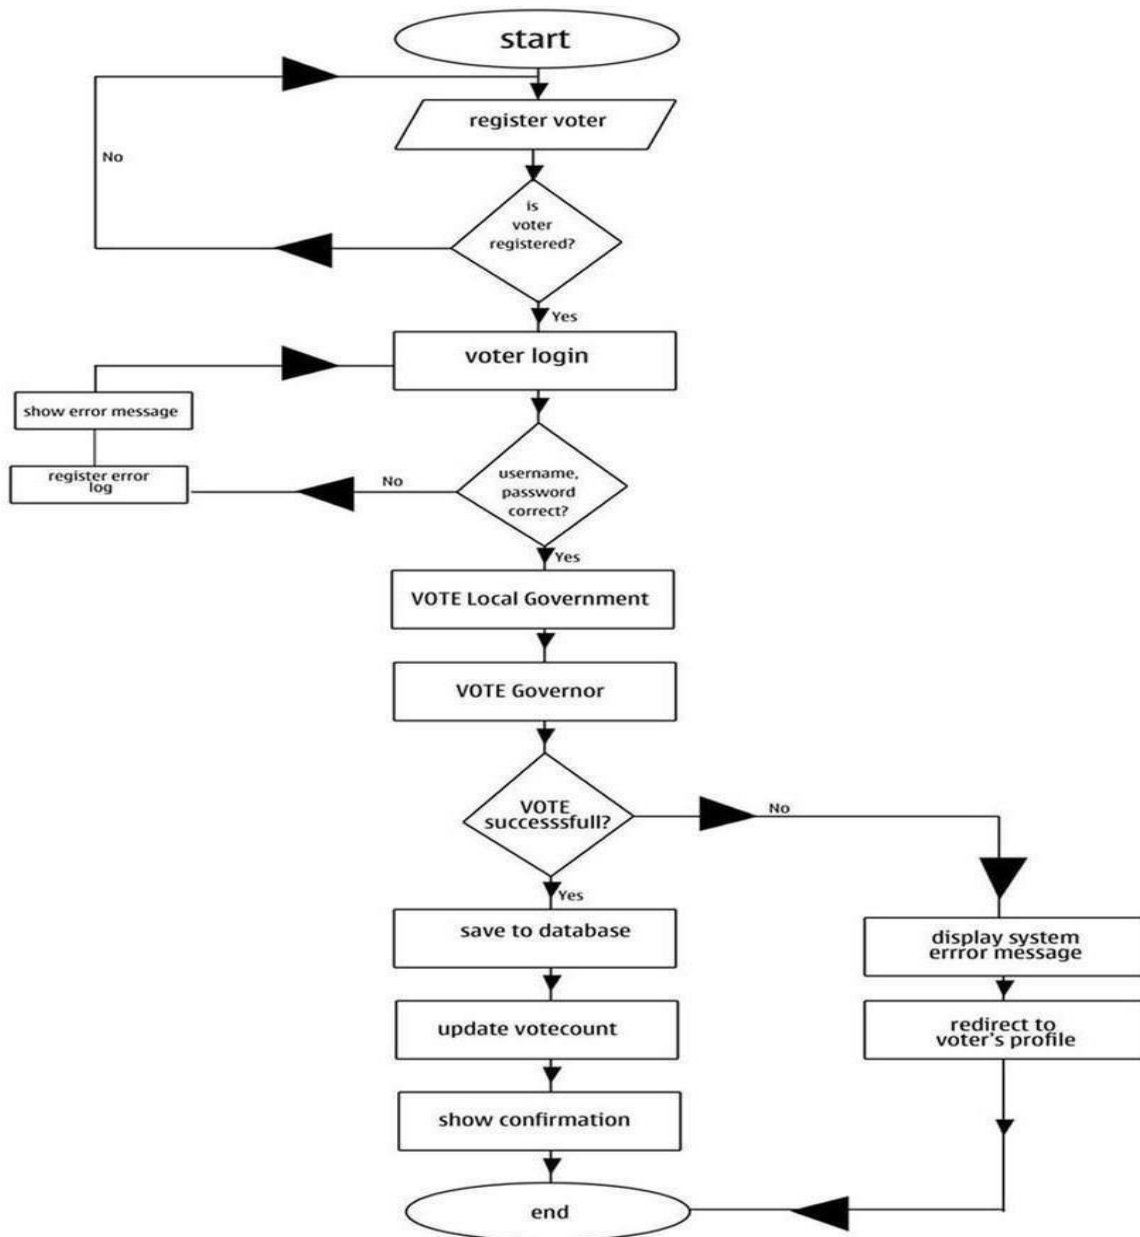 start
register voter
No
is
voter
registered?
Yes
voter login
show error message
register error
log
No
username,
password
correct?
Yes
VOTE Local Government
VOTE Governor
VOTE
successsfull?
No
Yes
save to database
display system
errror message
update votecount
redirect to
voter's profile
show confirmation
end